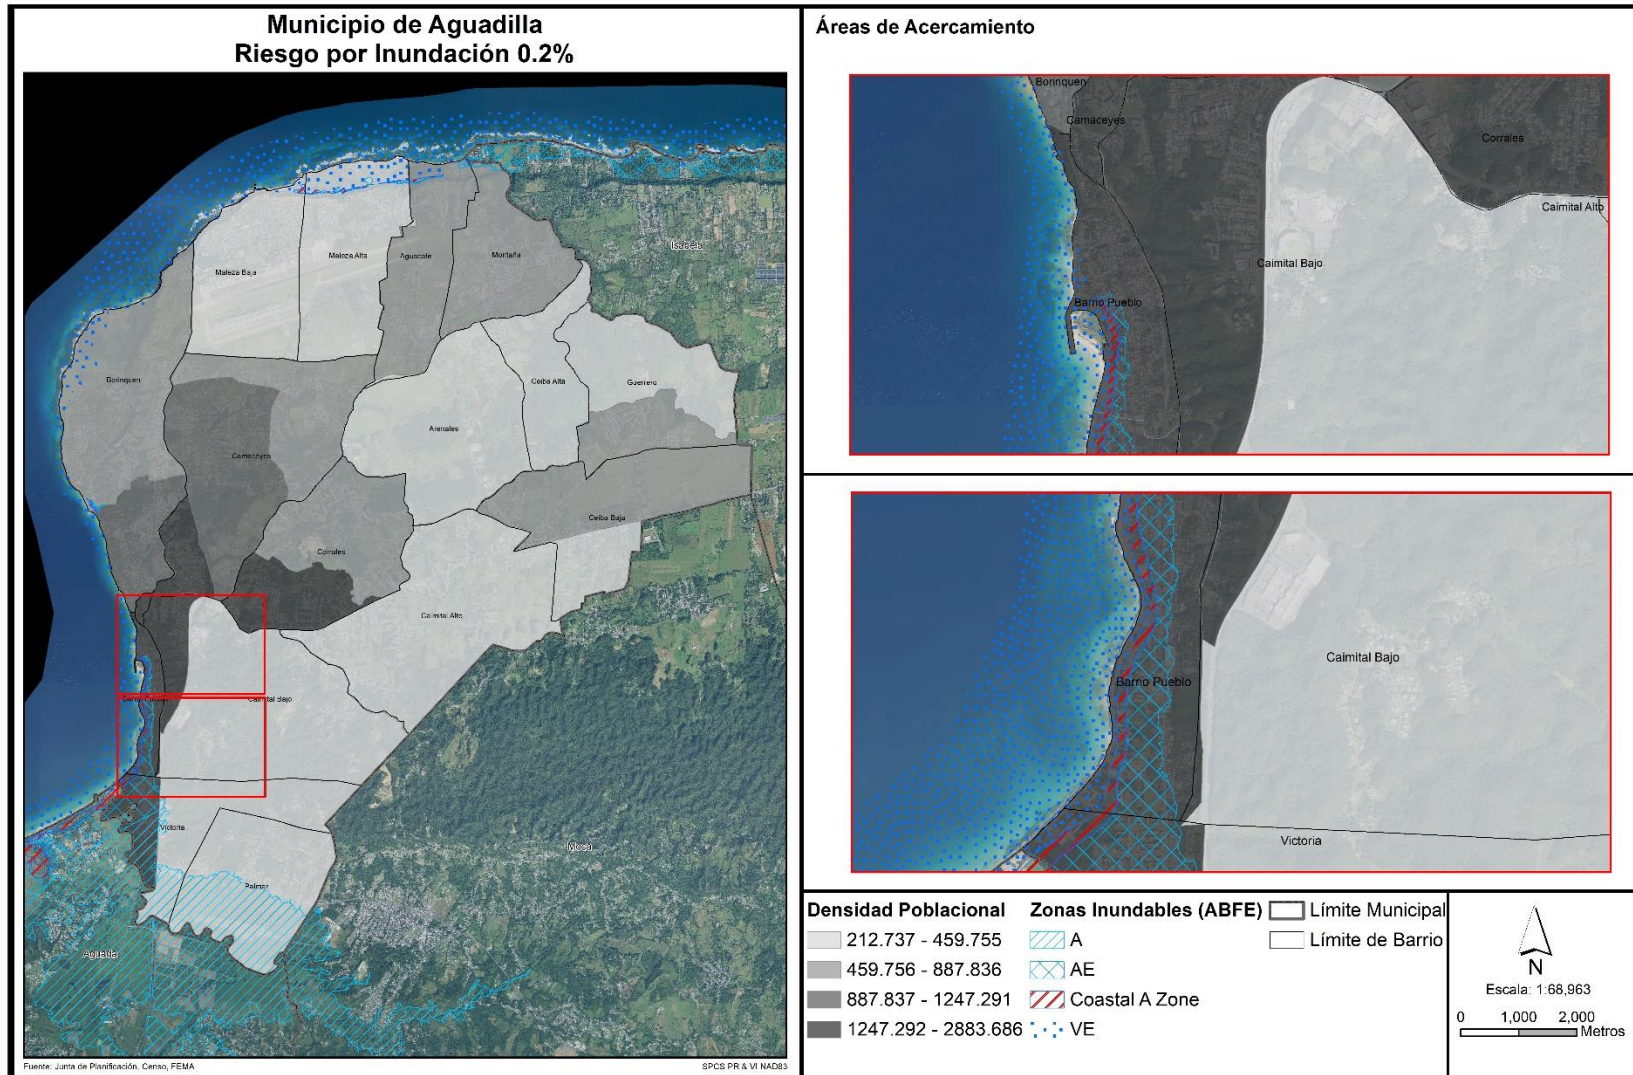 Municipio de Aguadilla
Riesgo por Inundación 0.2%
Isabela
Maleza Baja
Maleza Alta
Aguacate
Montaña
Borinquen
Ceiba Alta
Guerrero
Camaceyes
Arenales
Corrales
Ceiba Baja
Caimital Alto
Caimital Bajo
Victoria
Moca
Palmar
Aguada
Fuente: Junta de Planificación, Censo, FEMA
SPCS PR & VI NAD83
Áreas de Acercamiento
Borinquen
Camaceyes
Corrales
Caimital Alto
Caimital Bajo
Barrio Pueblo
Caimital Bajo
Barrio Pueblo
Victoria
Densidad Poblacional
212.737 - 459.755
459.756 - 887.836
887.837 - 1247.291
1247.292 - 2883.686
Zonas Inundables (ABFE)
A
AE
Coastal A Zone
VE
Límite Municipal
Límite de Barrio
N
Escala: 1:68,963
0 1,000 2,000
Metros